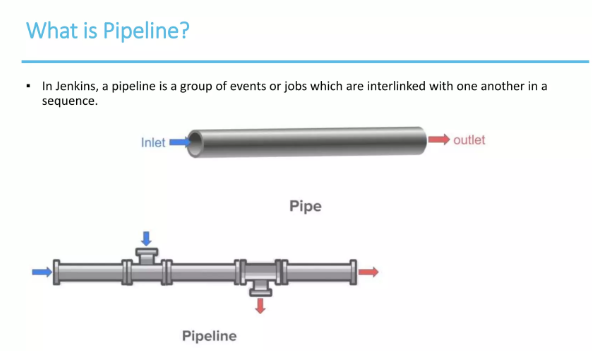 What is Pipeline?
▪ In Jenkins, a pipeline is a group of events or jobs which are interlinked with one another in a
sequence.
Inlet
outlet
Pipe
Pipeline